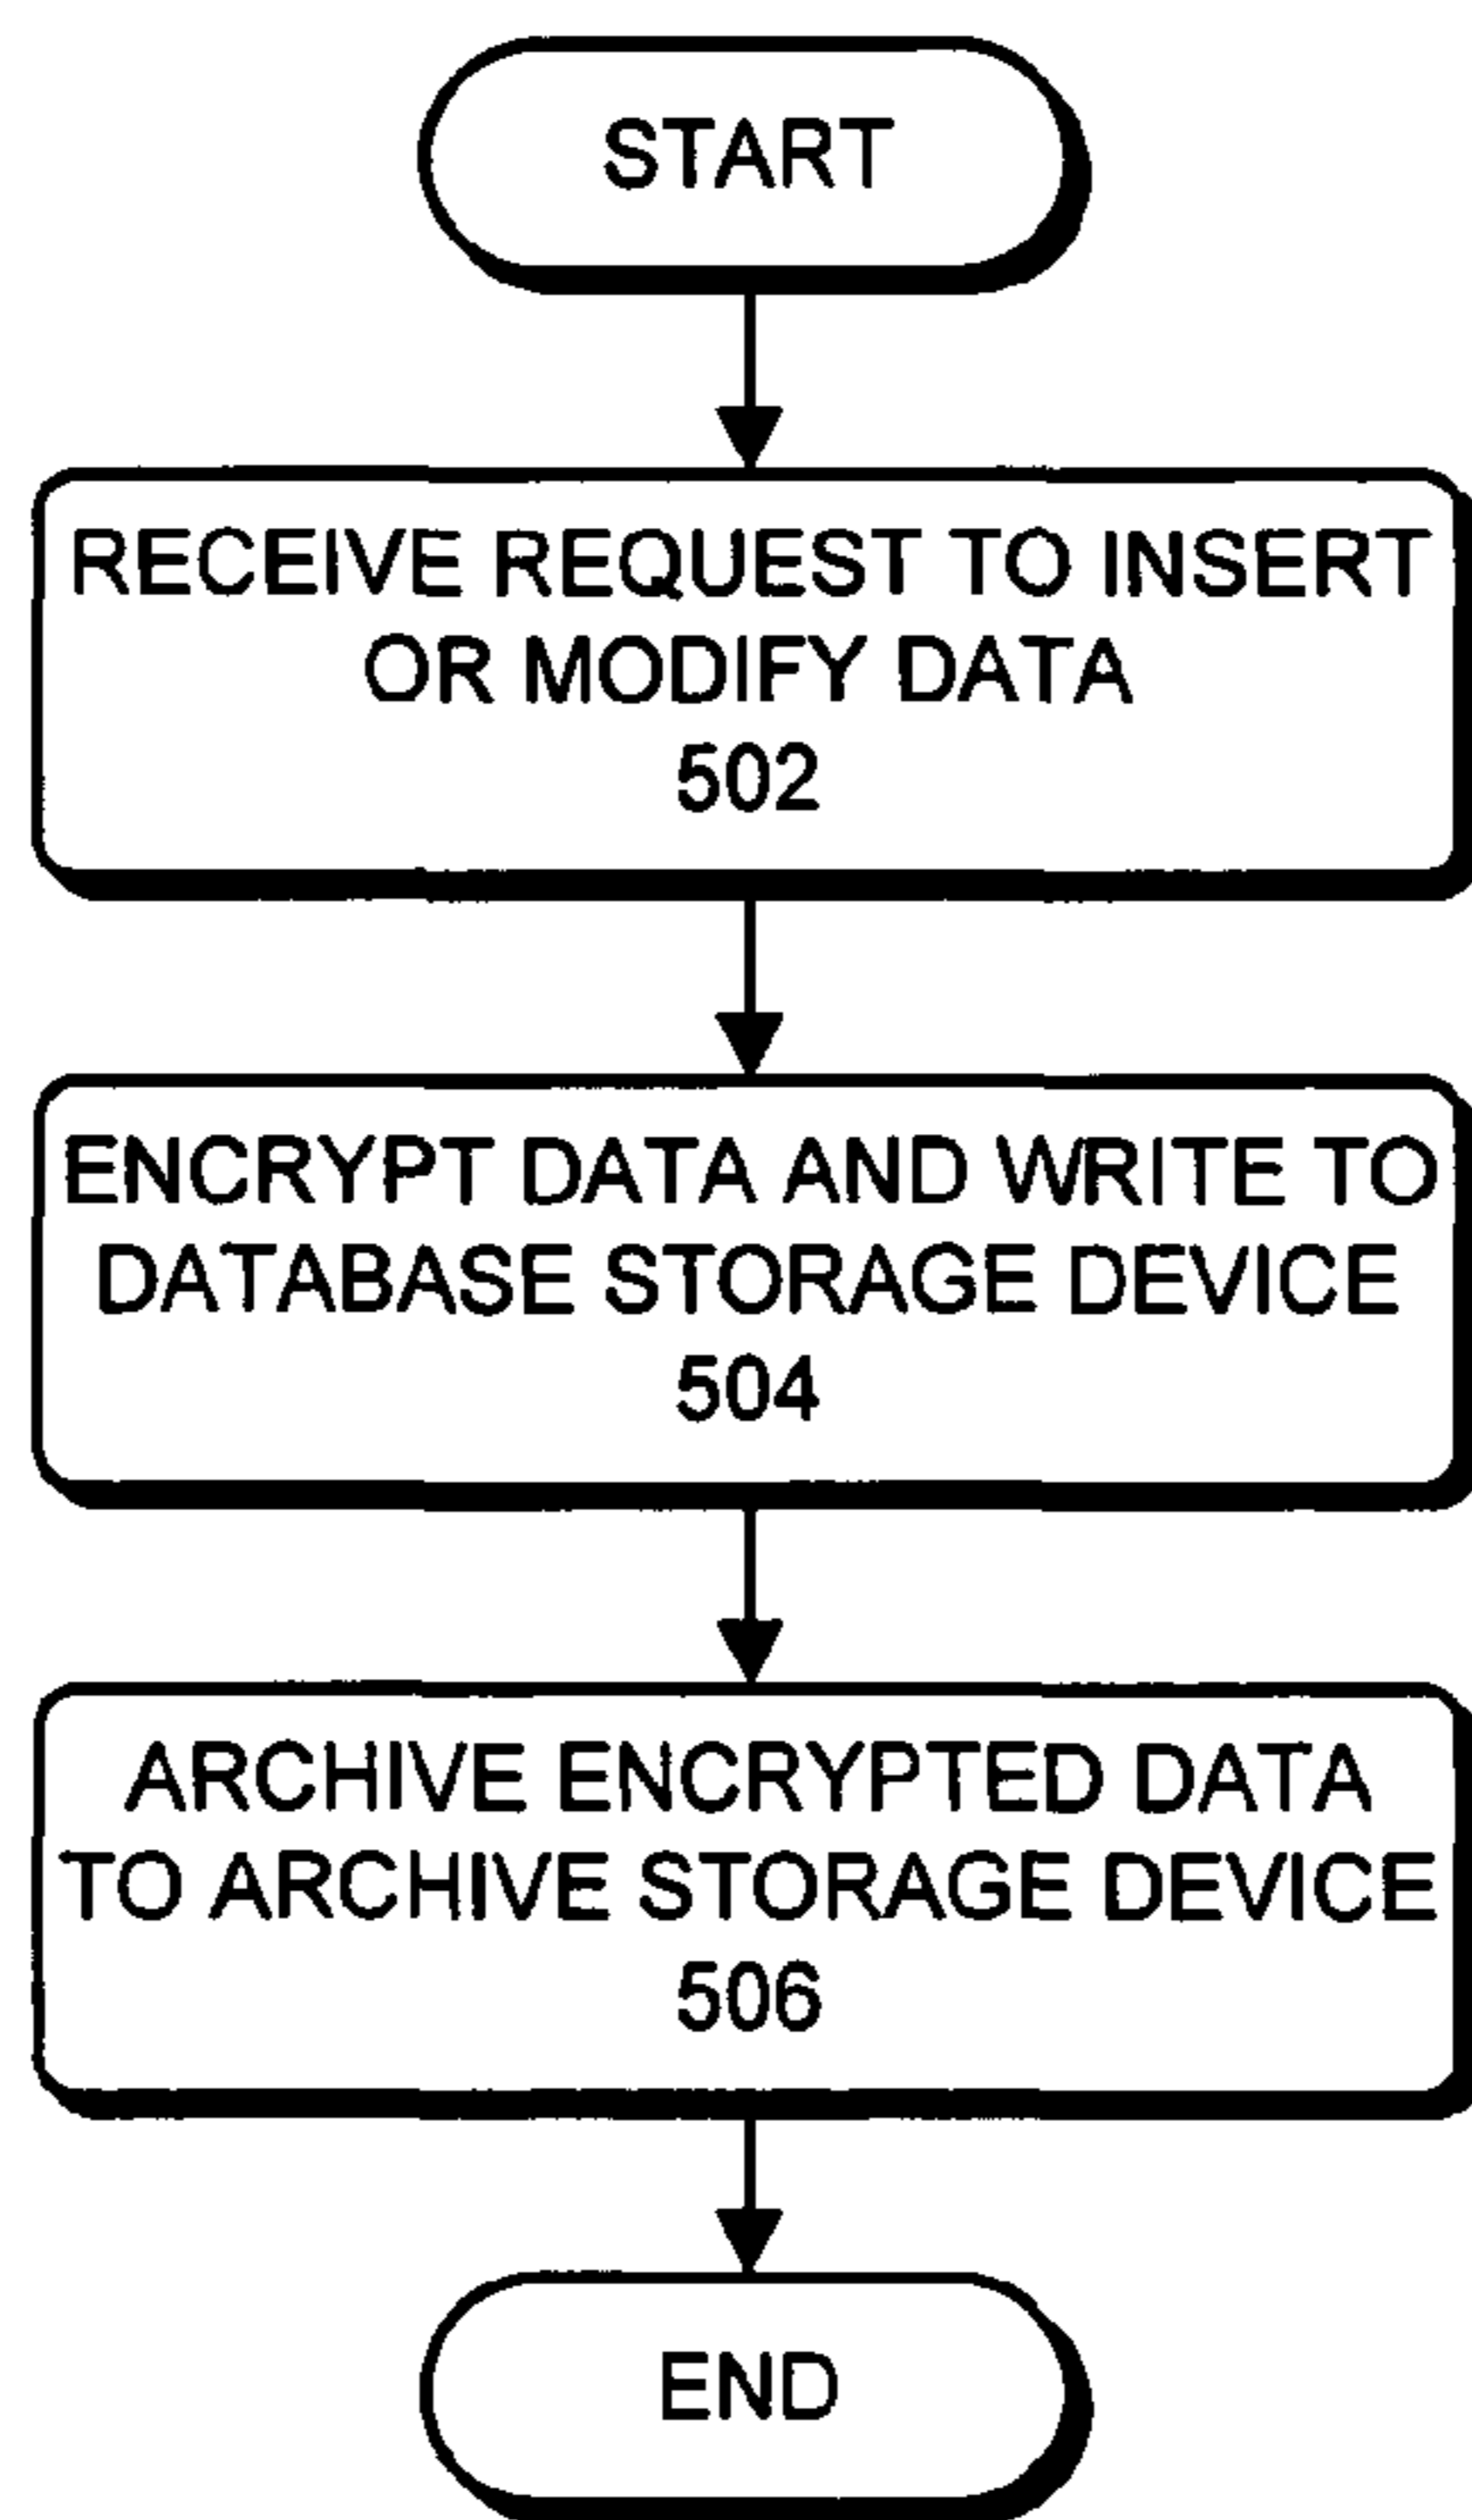 START
RECEIVE REQUEST TO INSERT
OR MODIFY DATA
502
ENCRYPT DATA AND WRITE TO
DATABASE STORAGE DEVICE
504
ARCHIVE ENCRYPTED DATA
TO ARCHIVE STORAGE DEVICE
506
END